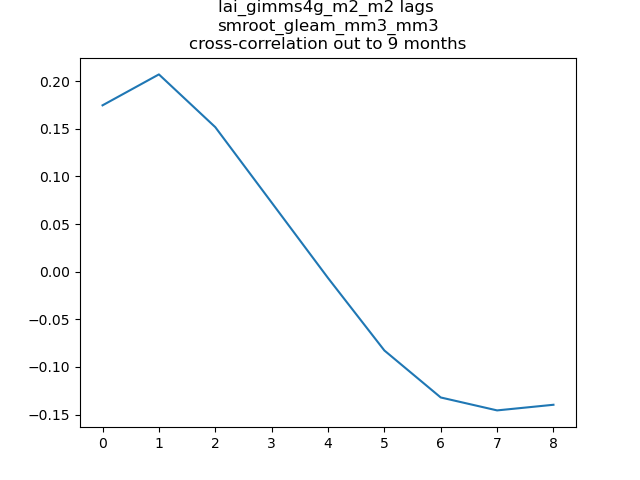 lai_gimms4g_m2_m2 lags
smroot_gleam_mm3_mm3
cross-correlation out to 9 months
0.20
0.15
0.10
0.05
0.00
−0.05
−0.10
−0.15
0 1 2 3 4 5 6 7 8